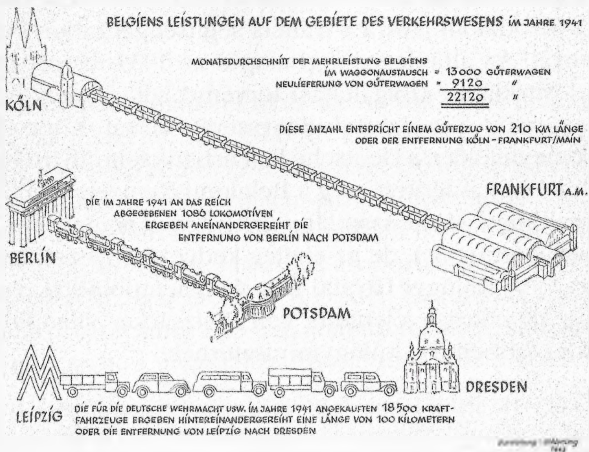 BELGIENS LEISTUNGEN AUF DEM GEBIETE DES VERKEHRSWESENS IM JAHRE 1941
MONATSDURCHSCHNITT DER MEHRLEISTUNG BELGIENS
IM WAGGONAUSTAUSCH = 13000 GÜTERWAGEN
NEULIEFERUNG VON GÜTERWAGEN = 9120 "
22120 "
KÖLN
DIESE ANZAHL ENTSPRICHT EINEM GÜTERZUG VON 210 KM LÄNGE
ODER DER ENTFERNUNG KÖLN-FRANKFURT/MAIN
FRANKFURT A.M.
DIE IM JAHRE 1941 AN DAS REICH
ABGEGEBENEN 1086 LOKOMOTIVEN
ERGEBEN ANEINANDERGEREIHT DIE
ENTFERNUNG VON BERLIN NACH POTSDAM
BERLIN
POTSDAM
LEIPZIG
DRESDEN
DIE FÜR DIE DEUTSCHE WEHRMACHT USW. IM JAHRE 1941 ANGEKAUFTEN 18500 KRAFT-
FAHRZEUGE ERGEBEN HINTEREINANDERGEREIHT EINE LÄNGE VON 100 KILOMETERN
ODER DIE ENTFERNUNG VON LEIPZIG NACH DRESDEN